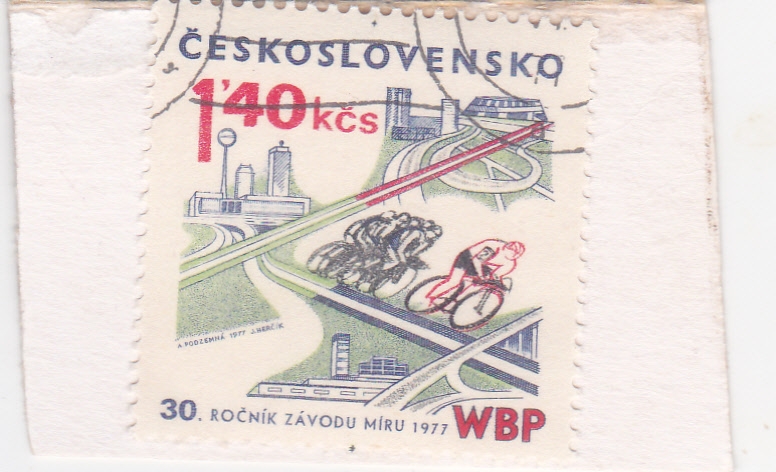 ČESKOSLOVENSKO
1'40 kčs
A.PODZEMNÁ 1977 J.HERČÍK
30. ROČNÍK ZÁVODU MÍRU 1977 WBP